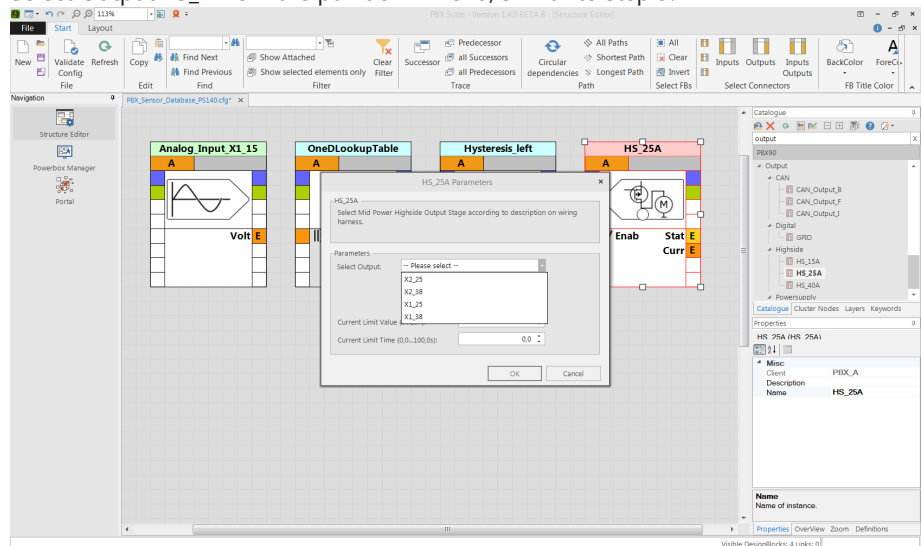 113%
PBX Suite - Version 1.4.0 BETA 8 - [Structure Editor]
File Start Layout
New
Validate Config
Refresh
Copy
Find Next
Find Previous
Show Attached
Show selected elements only
Clear Filter
Successor
Predecessor
all Successors
all Predecessors
Circular dependencies
All Paths
Shortest Path
Longest Path
All
Clear
Invert
Inputs
Outputs
Inputs Outputs
BackColor
File Edit Find Filter Trace Path Select FBs Select Connectors FB Title Color
Navigation
Structure Editor
Powerbox Manager
Portal
PBX_Sensor_Database_PS140.cfg* x
Analog_Input_X1_15
A
Volt E
OneDLookupTable
A
Hysteresis_left
A
HS_25A
A
M
Enab Stat E
Curr E
HS_25A Parameters
HS_25A
Select Mid Power Highside Output Stage according to description on wiring
harness.
Parameters
Select Output: -- Please select --
X2_25
X2_38
X1_25
X1_38
Current Limit Value
Current Limit Time (0,0...100,0s): 0,0
OK Cancel
Catalogue
output X
PBX90
Output
CAN
CAN_Output_B
CAN_Output_F
CAN_Output_I
Digital
GPIO
Highside
HS_15A
HS_25A
HS_40A
Powersupply
Catalogue Cluster Nodes Layers Keywords
Properties
HS_25A (HS_25A)
Misc
Client PBX_A
Description
Name HS_25A
Name
Name of instance.
Properties OverView Zoom Definitions
Visible DesignBlocks: 4 Links: 0